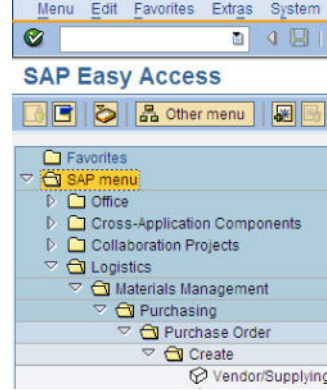 Menu Edit Favorites Extras System
SAP Easy Access
Other menu
Favorites
SAP menu
Office
Cross-Application Components
Collaboration Projects
Logistics
Materials Management
Purchasing
Purchase Order
Create
Vendor/Supplying